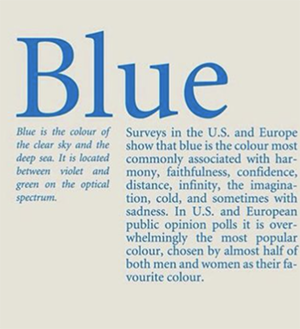 Blue
Blue is the colour of
the clear sky and the
deep sea. It is located
between violet and
green on the optical
spectrum.
Surveys in the U.S. and Europe
show that blue is the colour most
commonly associated with har-
mony, faithfulness, confidence,
distance, infinity, the imagina-
tion, cold, and sometimes with
sadness. In U.S. and European
public opinion polls it is over-
whelmingly the most popular
colour, chosen by almost half of
both men and women as their fa-
vourite colour.